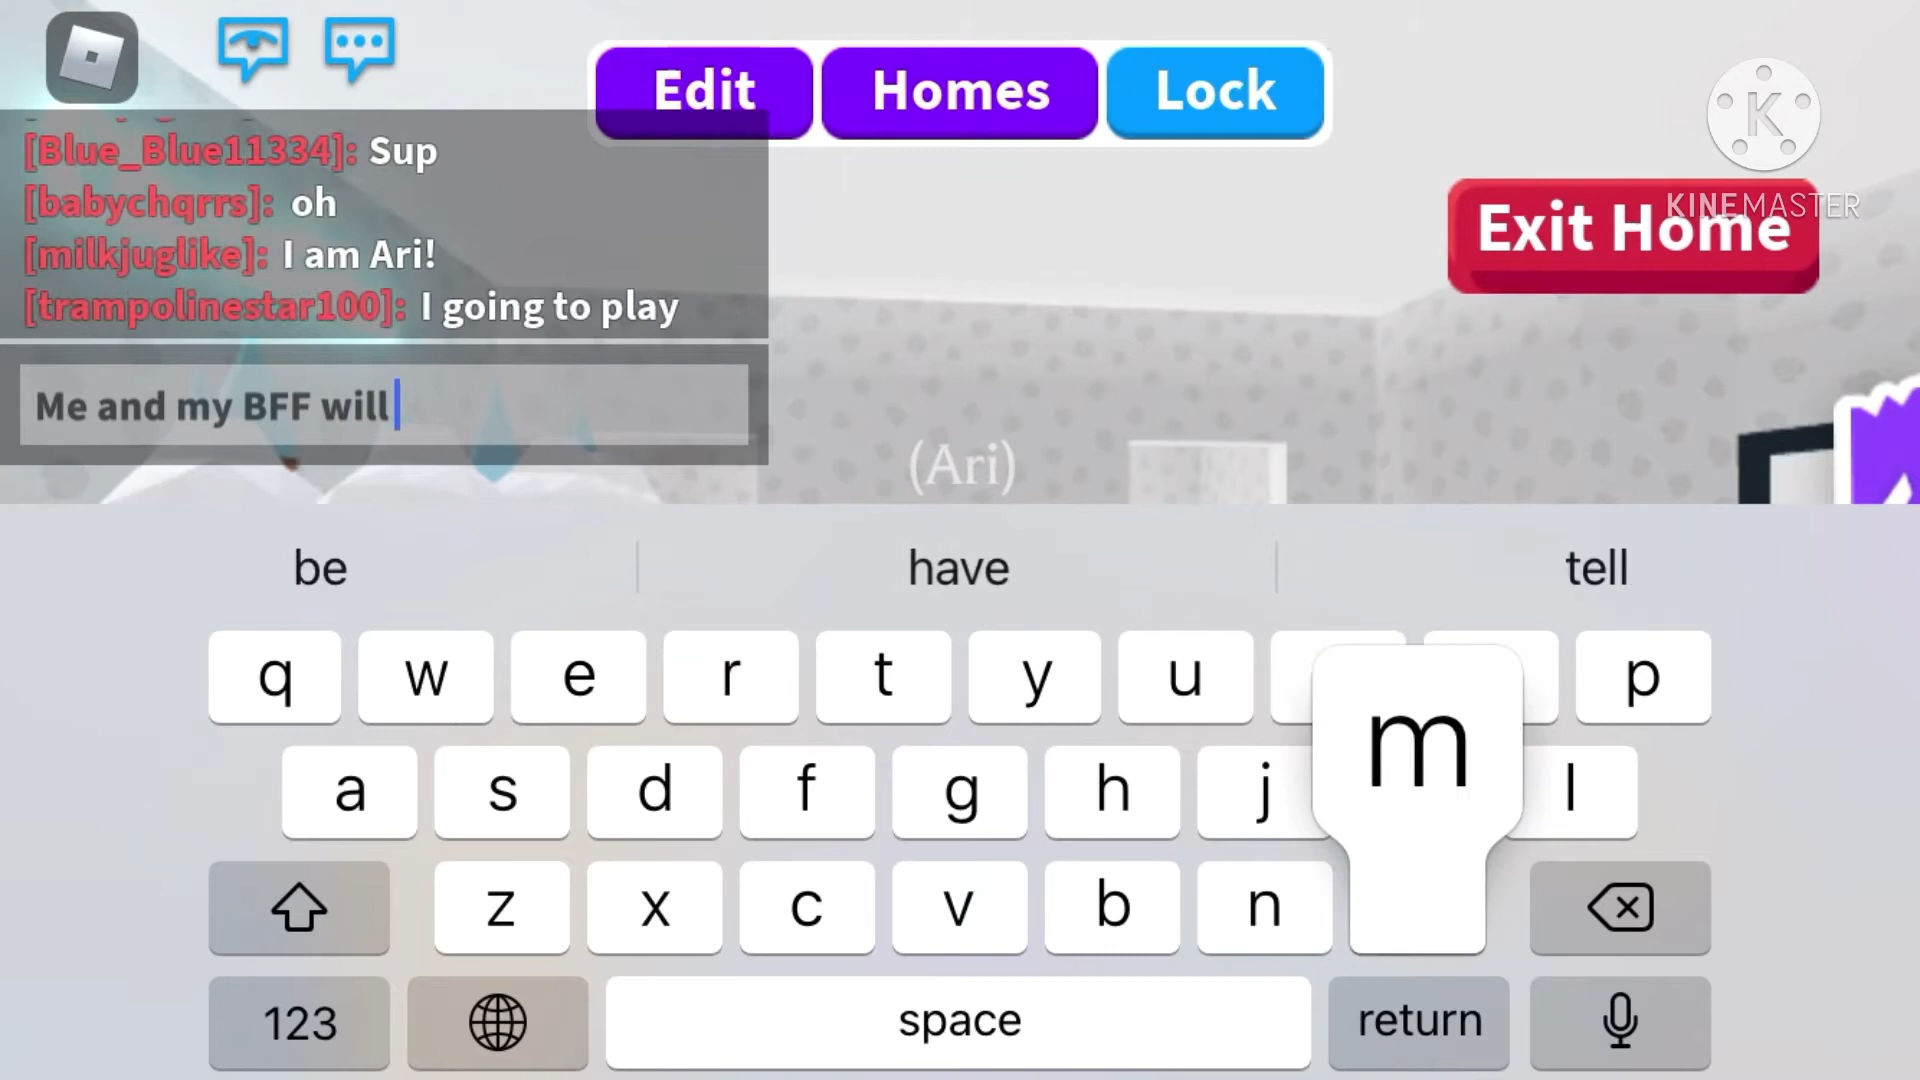 Edit Homes Lock
K
KINEMASTER
Exit Home
[Blue_Blue11334]: Sup
[babychqrrs]: oh
[milkjuglike]: I am Ari!
[trampolinestar100]: I going to play
Me and my BFF will
(Ari)
be have tell
q w e r t y u p
a s d f g h j l
m
z x c v b n
123 space return